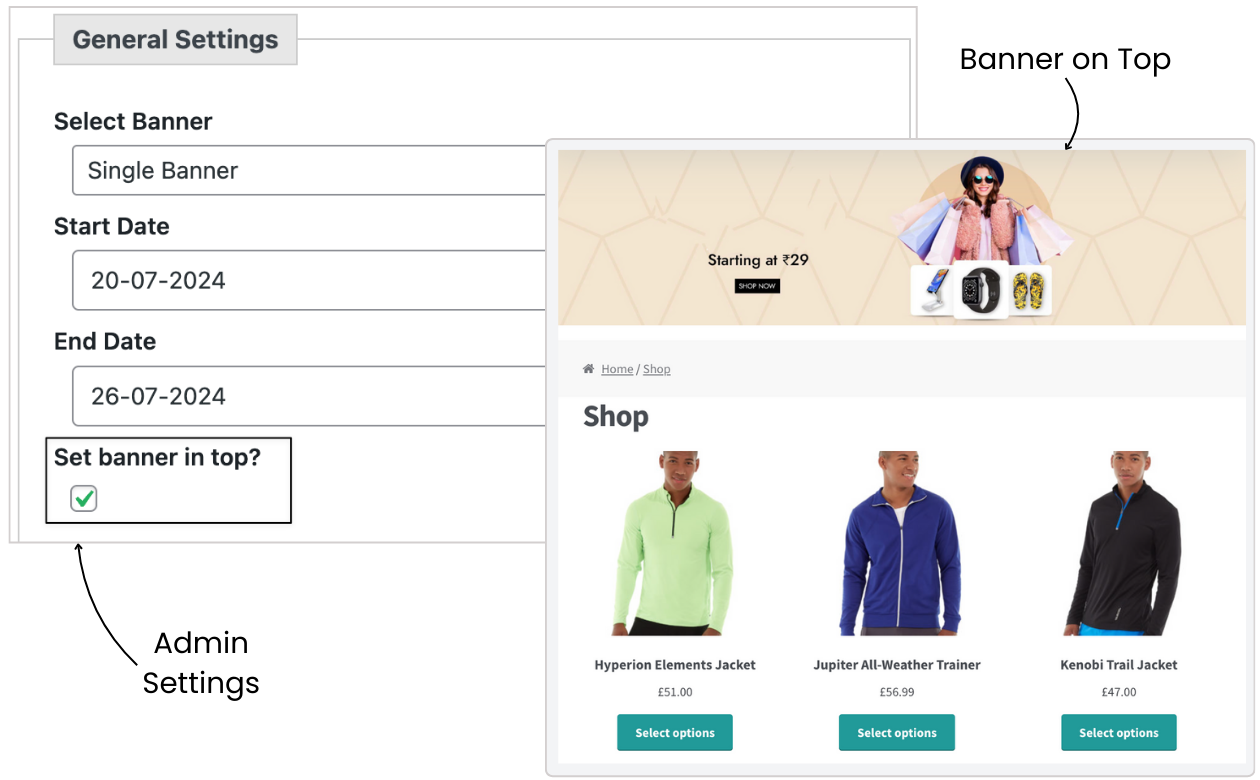 General Settings
Select Banner
Single Banner
Start Date
20-07-2024
End Date
26-07-2024
Set banner in top?
Admin
Settings
Banner on Top
Starting at ₹29
SHOP NOW
Home / Shop
Shop
Hyperion Elements Jacket
£51.00
Select options
Jupiter All-Weather Trainer
£56.99
Select options
Kenobi Trail Jacket
£47.00
Select options